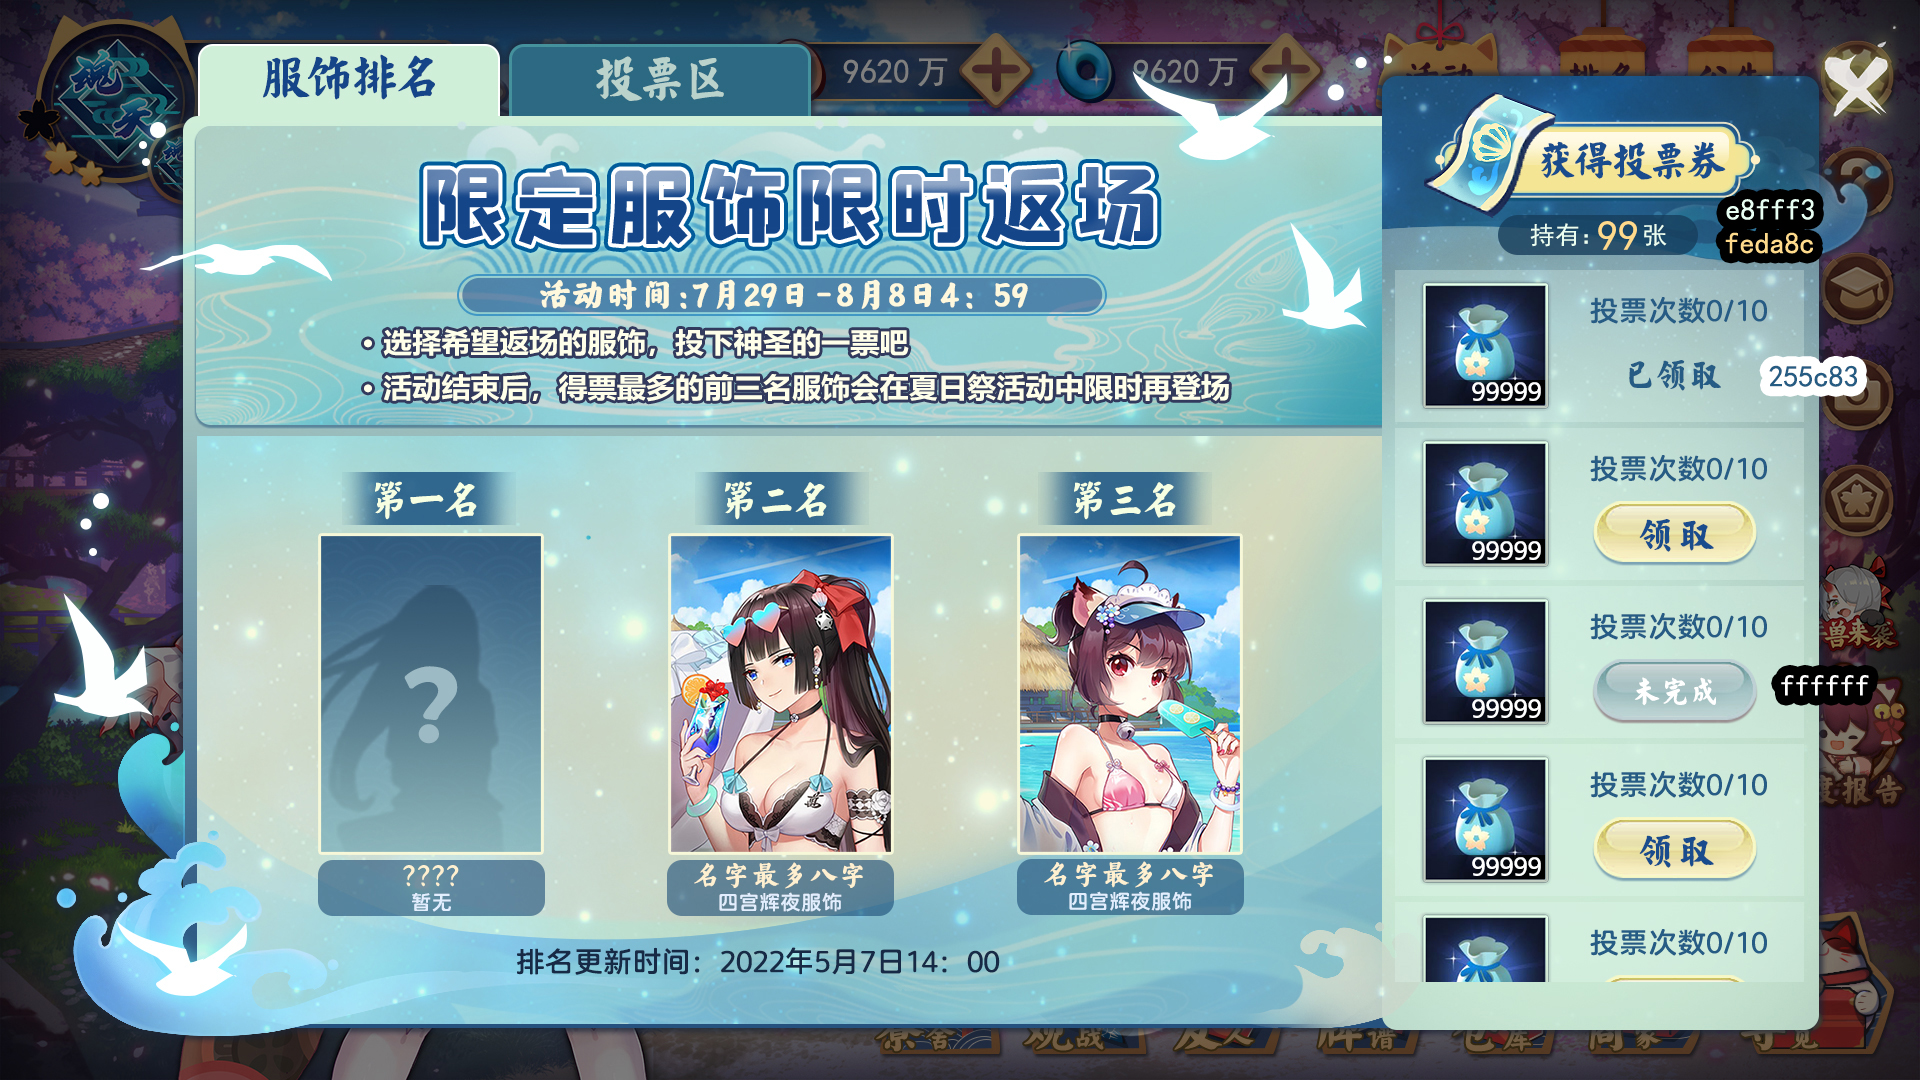 服饰排名
投票区
9620万
9620万
限定服饰限时返场
活动时间:7月29日-8月8日4：59
•选择希望返场的服饰，投下神圣的一票吧
•活动结束后，得票最多的前三名服饰会在夏日祭活动中限时再登场
第一名
第二名
第三名
?
????
暂无
名字最多八字
四宫辉夜服饰
名字最多八字
四宫辉夜服饰
排名更新时间：2022年5月7日14：00
获得投票券
持有:99张
e8fff3
feda8c
投票次数0/10
99999
已领取
255c83
投票次数0/10
99999
领取
投票次数0/10
99999
未完成
ffffff
投票次数0/10
99999
领取
投票次数0/10
兽来袭
度报告